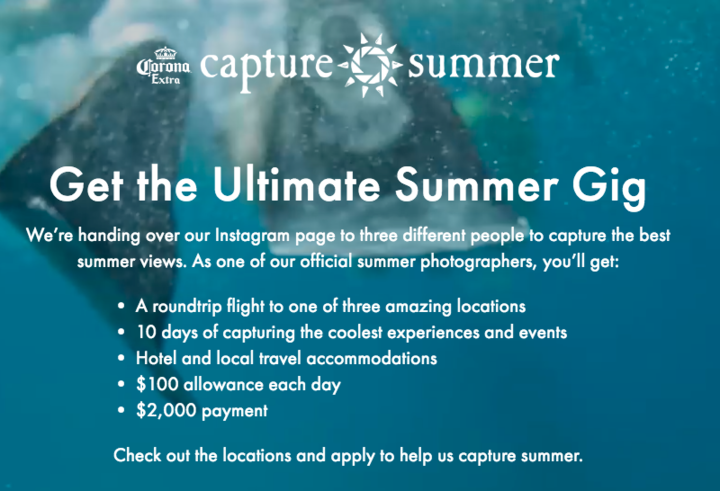 Corona
Extra
capture summer
Get the Ultimate Summer Gig
We're handing over our Instagram page to three different people to capture the best
summer views. As one of our official summer photographers, you'll get:
• A roundtrip flight to one of three amazing locations
• 10 days of capturing the coolest experiences and events
• Hotel and local travel accommodations
• $100 allowance each day
• $2,000 payment
Check out the locations and apply to help us capture summer.